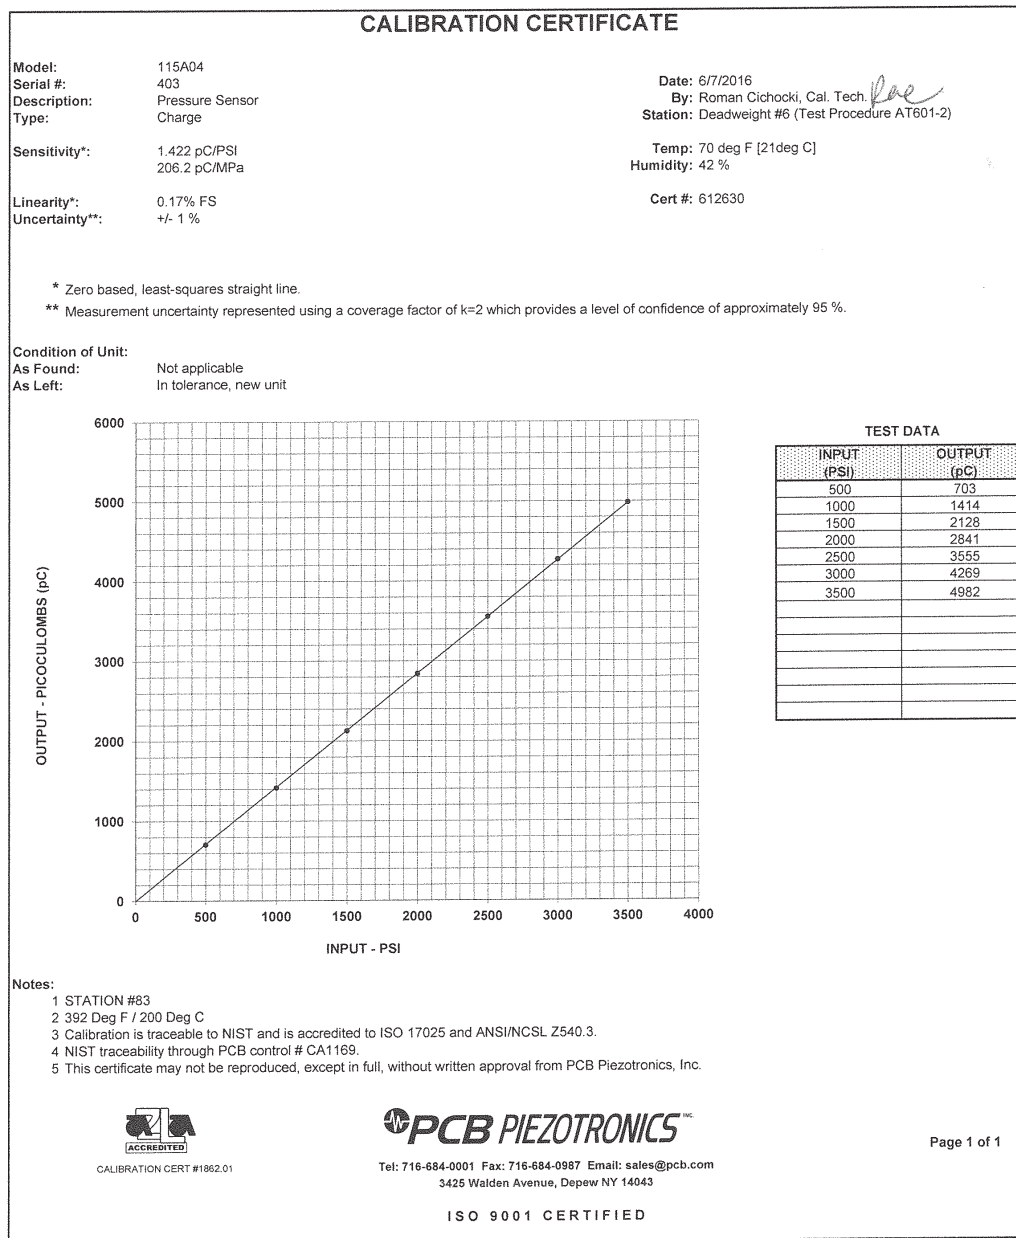 CALIBRATION CERTIFICATE
Model: 115A04
Serial #: 403
Description: Pressure Sensor
Type: Charge
Sensitivity*: 1.422 pC/PSI
206.2 pC/MPa
Linearity*: 0.17% FS
Uncertainty**: +/- 1 %
Date: 6/7/2016
By: Roman Cichocki, Cal. Tech.
Station: Deadweight #6 (Test Procedure AT601-2)
Temp: 70 deg F [21deg C]
Humidity: 42 %
Cert #: 612630
* Zero based, least-squares straight line.
** Measurement uncertainty represented using a coverage factor of k=2 which provides a level of confidence of approximately 95 %.
Condition of Unit:
As Found: Not applicable
As Left: In tolerance, new unit
OUTPUT - PICOCULOMBS (pC)
6000
5000
4000
3000
2000
1000
0
0 500 1000 1500 2000 2500 3000 3500 4000
INPUT - PSI
TEST DATA
INPUT (PSI) OUTPUT (pC)
500 703
1000 1414
1500 2128
2000 2841
2500 3555
3000 4269
3500 4982
Notes:
1 STATION #83
2 392 Deg F / 200 Deg C
3 Calibration is traceable to NIST and is accredited to ISO 17025 and ANSI/NCSL Z540.3.
4 NIST traceability through PCB control # CA1169.
5 This certificate may not be reproduced, except in full, without written approval from PCB Piezotronics, Inc.
ACCREDITED
CALIBRATION CERT #1862.01
PCB PIEZOTRONICS INC.
Tel: 716-684-0001 Fax: 716-684-0987 Email: sales@pcb.com
3425 Walden Avenue, Depew NY 14043
ISO 9001 CERTIFIED
Page 1 of 1